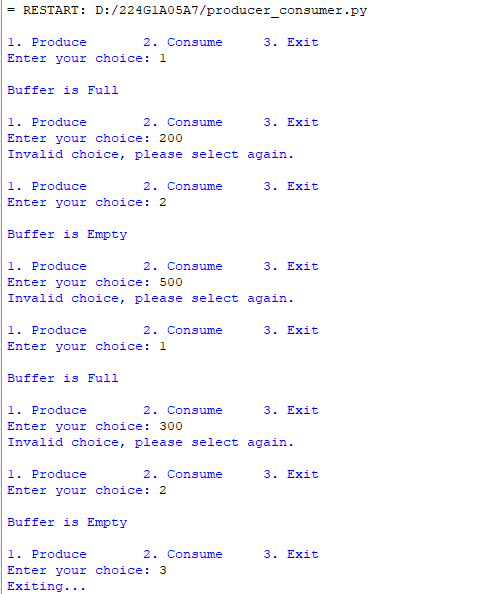 = RESTART: D:/224G1A05A7/producer_consumer.py
1. Produce       2. Consume     3. Exit
Enter your choice: 1
Buffer is Full
1. Produce       2. Consume     3. Exit
Enter your choice: 200
Invalid choice, please select again.
1. Produce       2. Consume     3. Exit
Enter your choice: 2
Buffer is Empty
1. Produce       2. Consume     3. Exit
Enter your choice: 500
Invalid choice, please select again.
1. Produce       2. Consume     3. Exit
Enter your choice: 1
Buffer is Full
1. Produce       2. Consume     3. Exit
Enter your choice: 300
Invalid choice, please select again.
1. Produce       2. Consume     3. Exit
Enter your choice: 2
Buffer is Empty
1. Produce       2. Consume     3. Exit
Enter your choice: 3
Exiting...